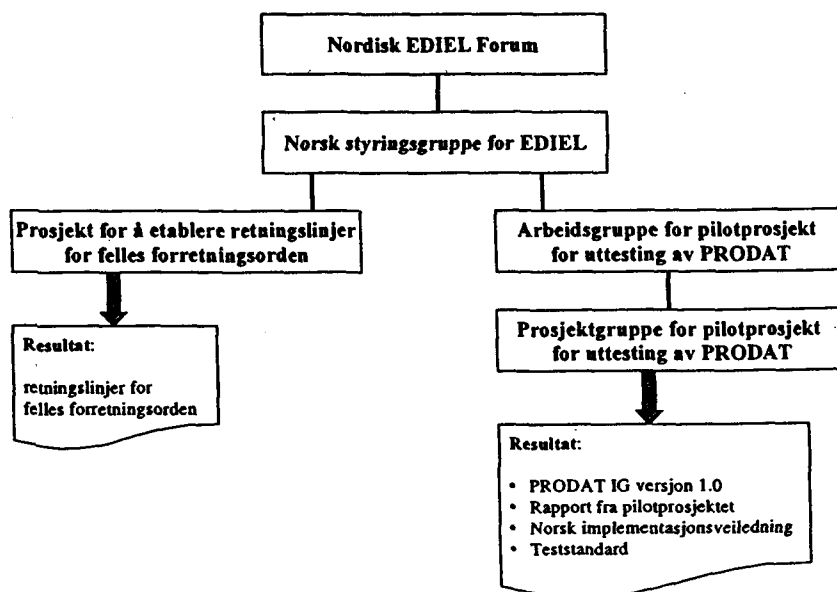 Nordisk EDIEL Forum
Norsk styringsgruppe for EDIEL
Prosjekt for å etablere retningslinjer
for felles forretningsorden
Resultat:
retningslinjer for
felles forretningsorden
Arbeidsgruppe for pilotprosjekt
for uttesting av PRODAT
Prosjektgruppe for pilotprosjekt
for uttesting av PRODAT
Resultat:
• PRODAT IG versjon 1.0
• Rapport fra pilotprosjektet
• Norsk implementasjonsveiledning
• Teststandard